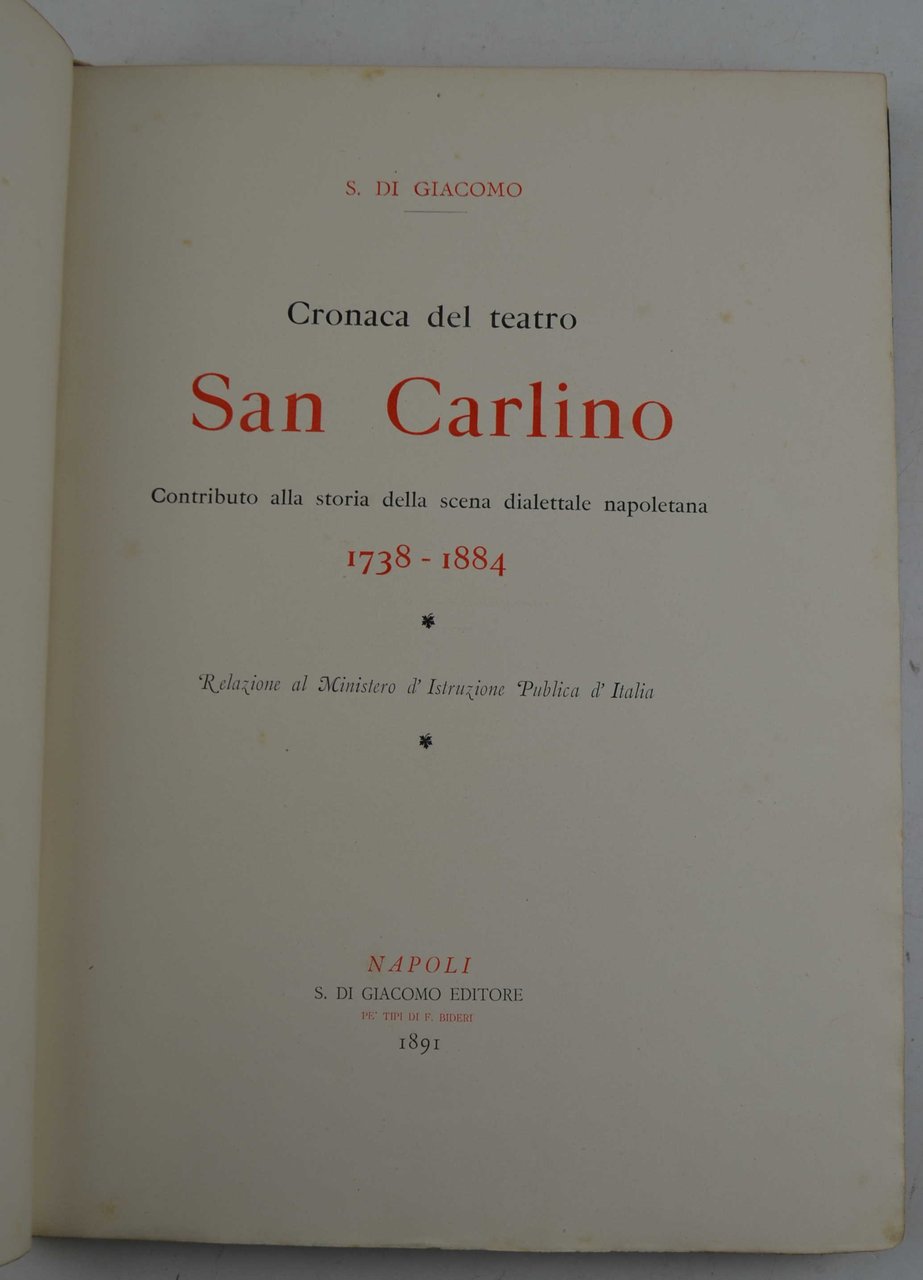 S. DI GIACOMO
Cronaca del teatro
San Carlino
Contributo alla storia della scena dialettale napoletana
1738 - 1884
Relazione al Ministero d' Istruzione Publica d' Italia
NAPOLI
S. DI GIACOMO EDITORE
PE' TIPI DI F. BIDERI
1891